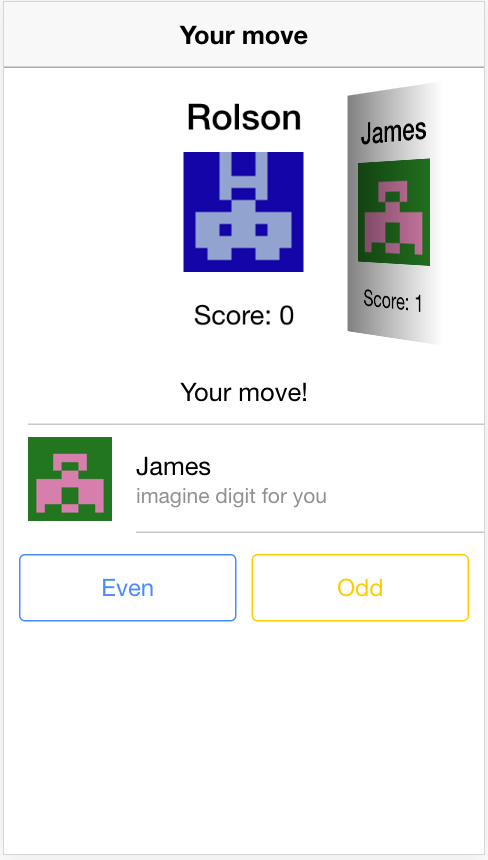 Your move
Rolson
Score: 0
James
Score: 1
Your move!
James
imagine digit for you
Even
Odd